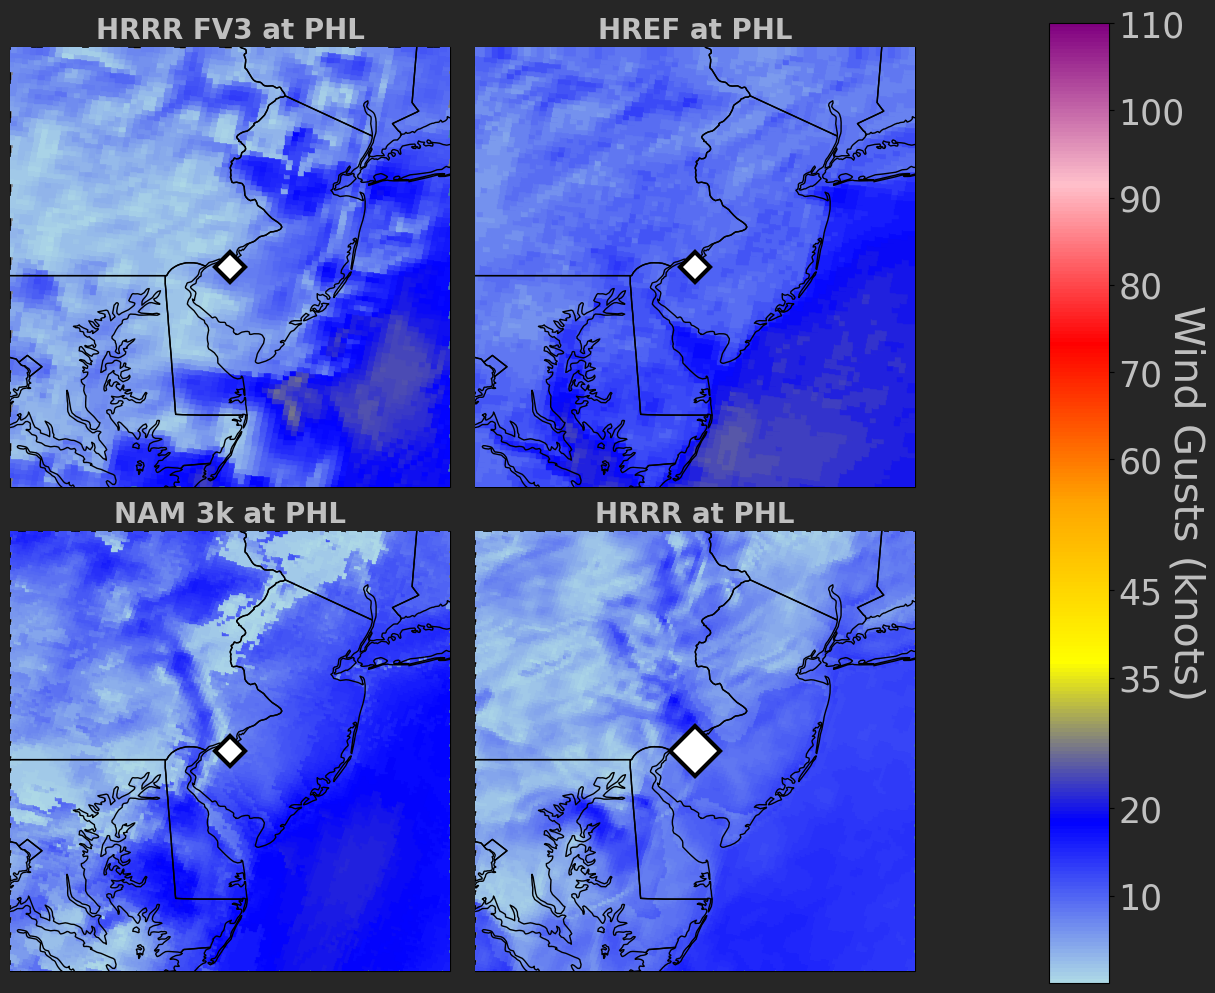 HRRR FV3 at PHL
HREF at PHL
NAM 3k at PHL
HRRR at PHL
110
100
90
80
70
60
45
35
20
10
Wind Gusts (knots)